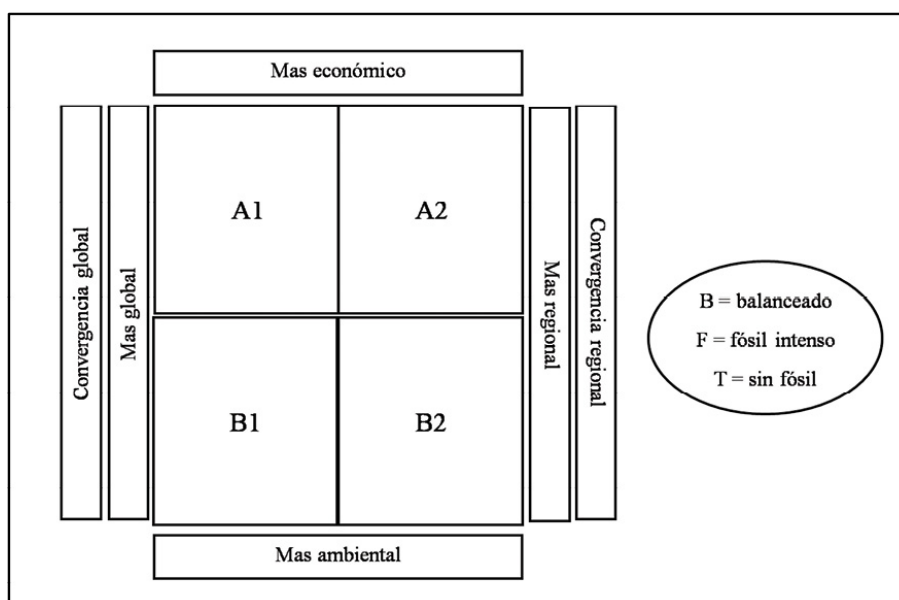 Mas económico
Convergencia global
Mas global
A1
A2
B1
B2
Mas regional
Convergencia regional
B = balanceado
F = fósil intenso
T = sin fósil
Mas ambiental